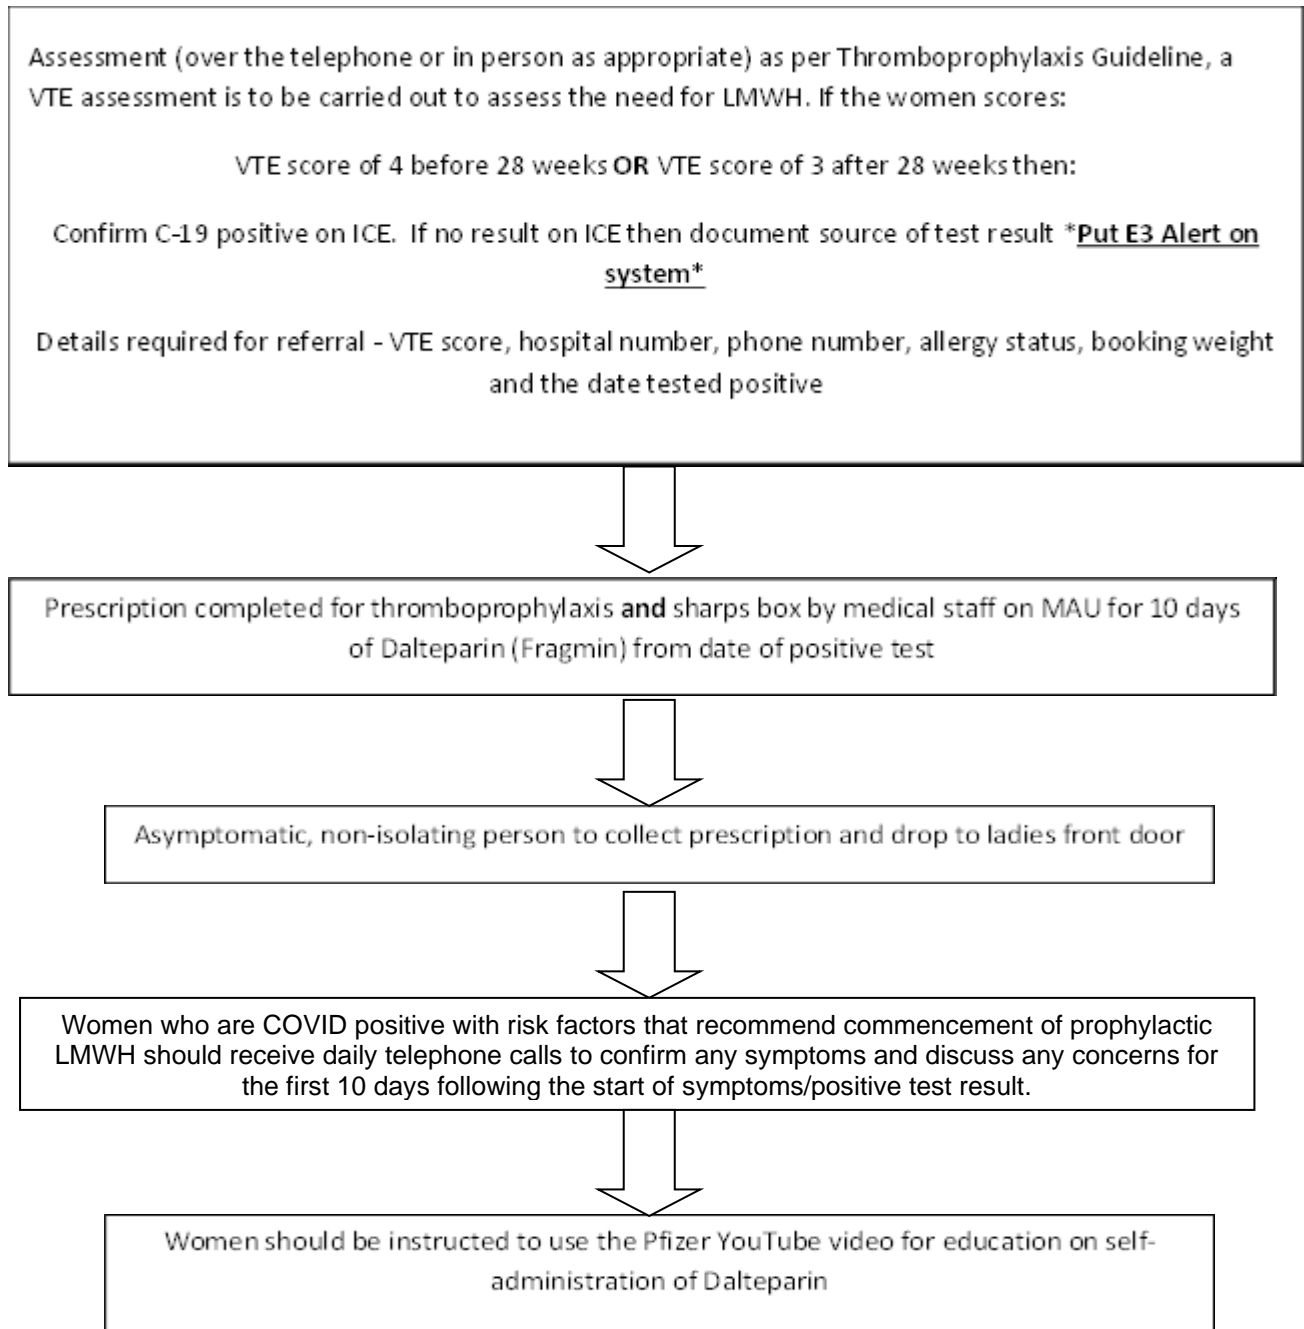 Assessment (over the telephone or in person as appropriate) as per Thromboprophylaxis Guideline, a
VTE assessment is to be carried out to assess the need for LMWH. If the women scores:
VTE score of 4 before 28 weeks OR VTE score of 3 after 28 weeks then:
Confirm C-19 positive on ICE. If no result on ICE then document source of test result *Put E3 Alert on
system*
Details required for referral - VTE score, hospital number, phone number, allergy status, booking weight
and the date tested positive
Prescription completed for thromboprophylaxis and sharps box by medical staff on MAU for 10 days
of Dalteparin (Fragmin) from date of positive test
Asymptomatic, non-isolating person to collect prescription and drop to ladies front door
Women who are COVID positive with risk factors that recommend commencement of prophylactic
LMWH should receive daily telephone calls to confirm any symptoms and discuss any concerns for
the first 10 days following the start of symptoms/positive test result.
Women should be instructed to use the Pfizer YouTube video for education on self-
administration of Dalteparin